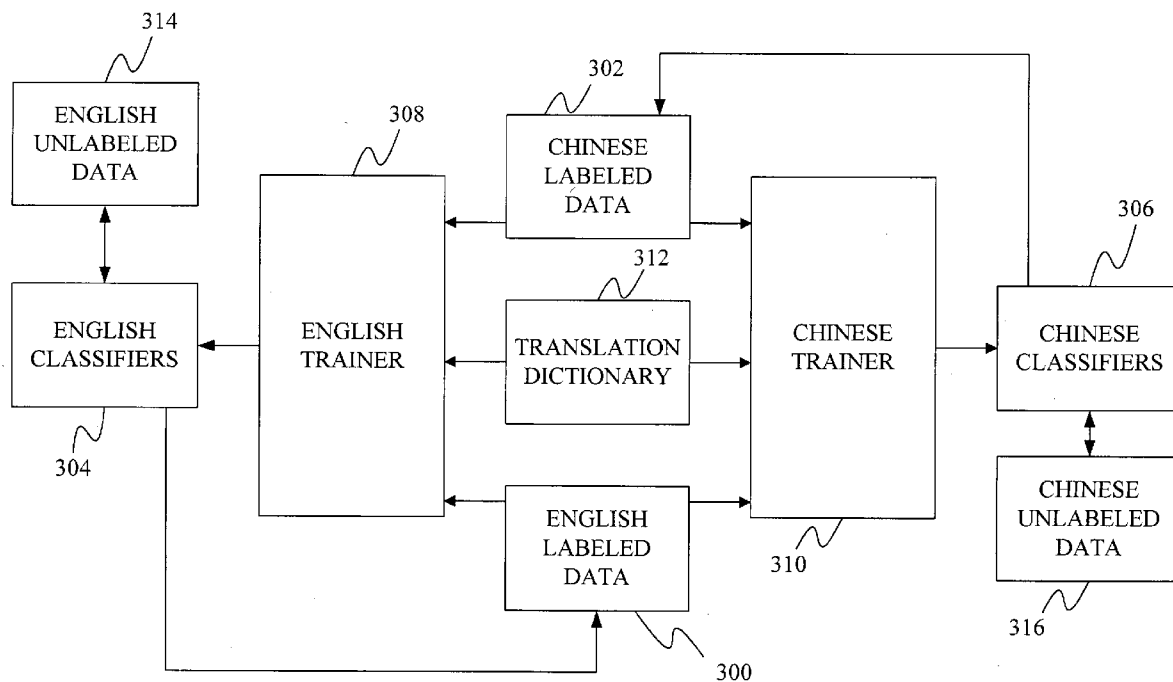 314
ENGLISH
UNLABELED
DATA
308
302
CHINESE
LABELED
DATA
306
312
ENGLISH
CLASSIFIERS
ENGLISH
TRAINER
TRANSLATION
DICTIONARY
CHINESE
TRAINER
CHINESE
CLASSIFIERS
304
ENGLISH
LABELED
DATA
310
CHINESE
UNLABELED
DATA
300
316